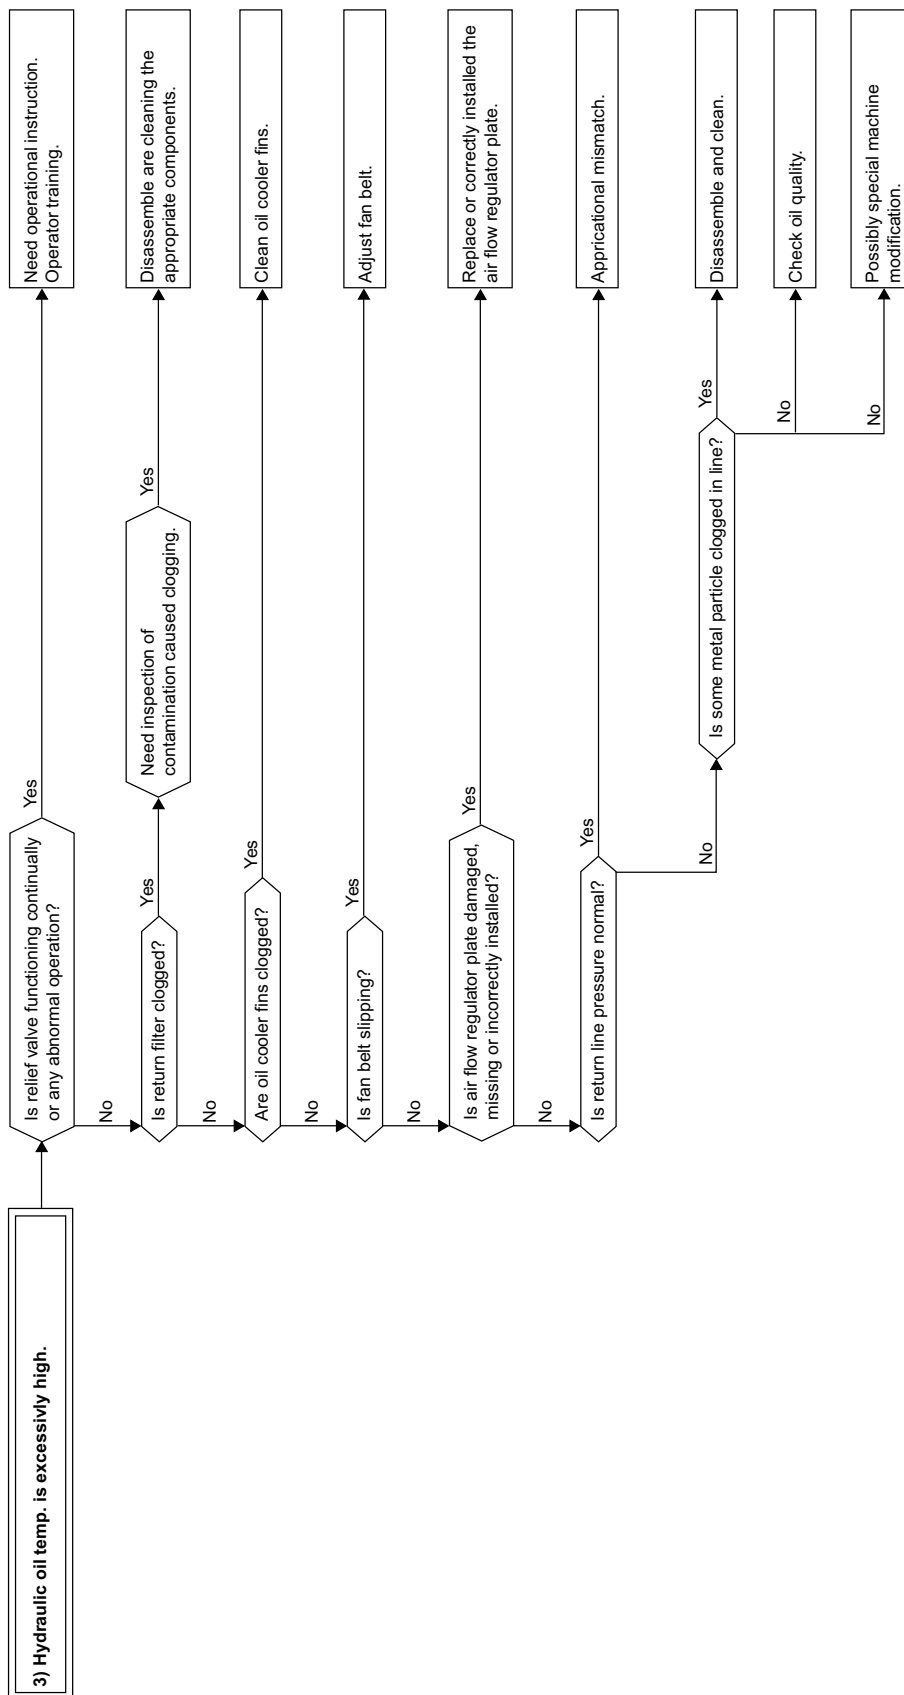 3) Hydraulic oil temp. is excessivly high.
Is relief valve functioning continually
or any abnormal operation?
Yes
Need operational instruction.
Operator training.
No
Is return filter clogged?
Yes
Need inspection of
contamination caused clogging.
Yes
Disassemble are cleaning the
appropriate components.
No
Are oil cooler fins clogged?
Yes
Clean oil cooler fins.
No
Is fan belt slipping?
Yes
Adjust fan belt.
No
Is air flow regulator plate damaged,
missing or incorrectly installed?
Yes
Replace or correctly installed the
air flow regulator plate.
No
Is return line pressure normal?
Yes
Appricational mismatch.
No
Is some metal particle clogged in line?
Yes
Disassemble and clean.
No
Check oil quality.
No
Possibly special machine
modification.